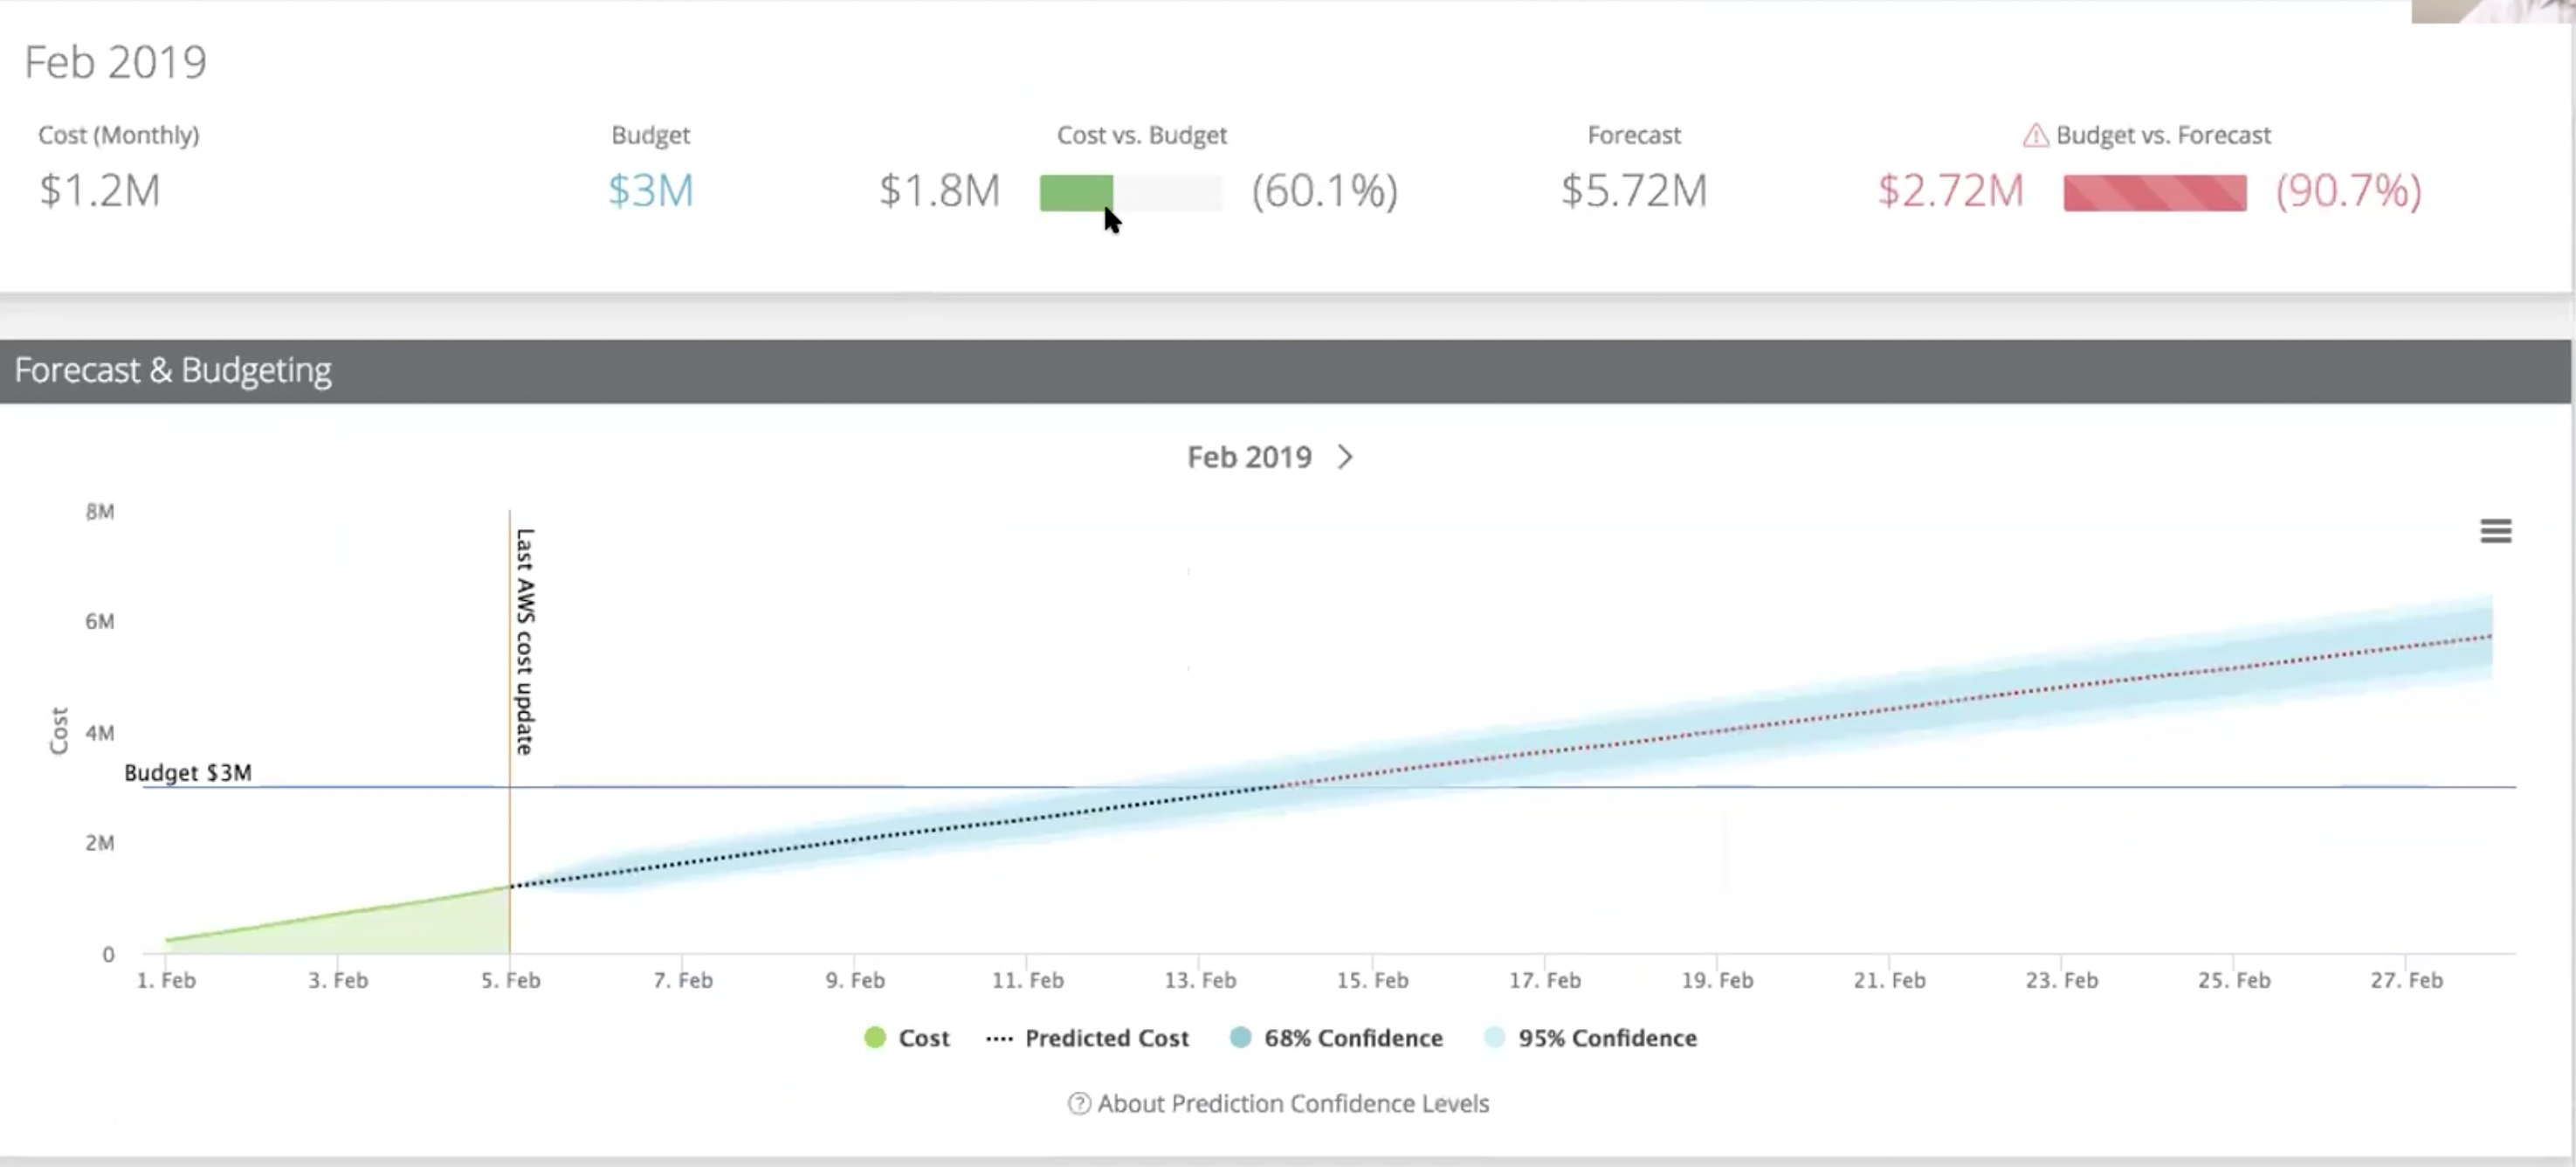 Feb 2019
Cost (Monthly) Budget Cost vs. Budget Forecast Budget vs. Forecast
$1.2M $3M $1.8M (60.1%) $5.72M $2.72M (90.7%)
Forecast & Budgeting
Feb 2019
8M
6M
4M
2M
0
Cost
Budget $3M
Last AWS cost update
1. Feb 3. Feb 5. Feb 7. Feb 9. Feb 11. Feb 13. Feb 15. Feb 17. Feb 19. Feb 21. Feb 23. Feb 25. Feb 27. Feb
Cost Predicted Cost 68% Confidence 95% Confidence
? About Prediction Confidence Levels